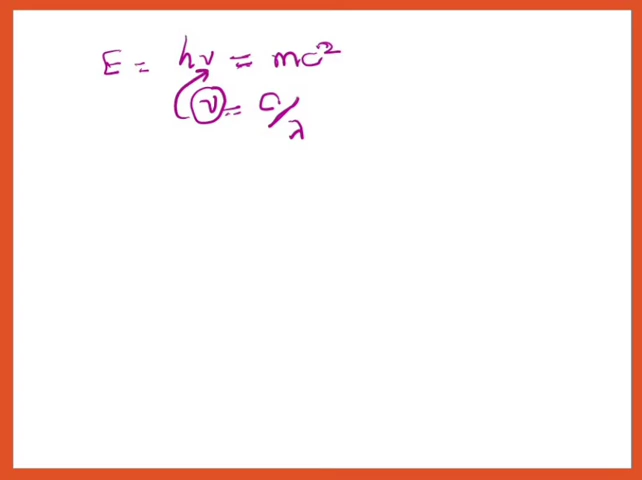 E = hν = mc²
ν = c/λ